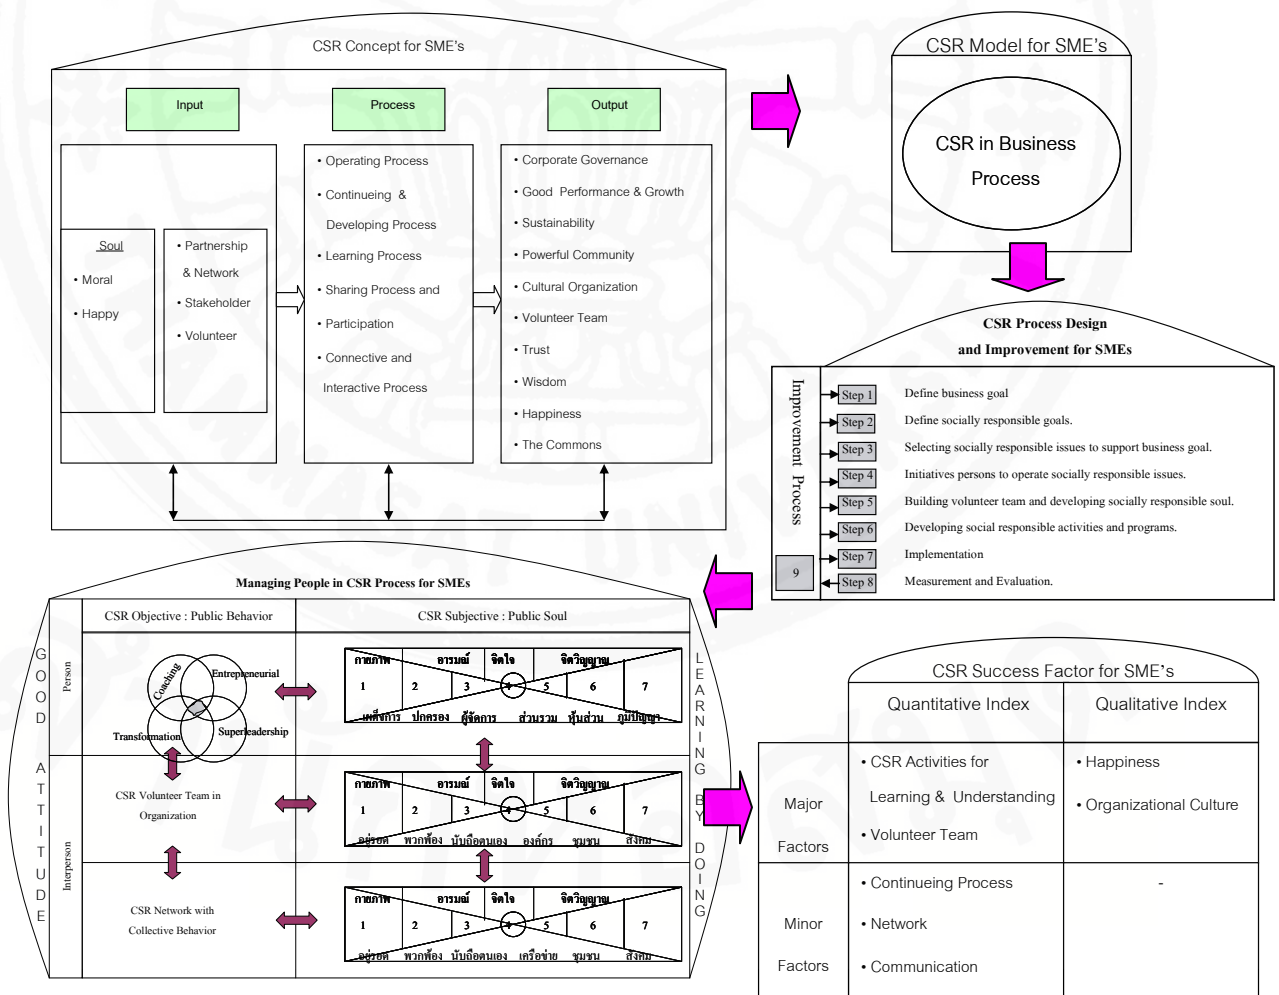 CSR Concept for SME's
Input
Process
Output
Soul
• Moral
• Happy
• Partnership
& Network
• Stakeholder
• Volunteer
• Operating Process
• Continueing &
Developing Process
• Learning Process
• Sharing Process and
• Participation
• Connective and
Interactive Process
• Corporate Governance
• Good Performance & Growth
• Sustainability
• Powerful Community
• Cultural Organization
• Volunteer Team
• Trust
• Wisdom
• Happiness
• The Commons
CSR Model for SME's
CSR in Business
Process
CSR Process Design
and Improvement for SMEs
Improvement Process
9
Step 1 Define business goal
Step 2 Define socially responsible goals.
Step 3 Selecting socially responsible issues to support business goal.
Step 4 Initiatives persons to operate socially responsible issues.
Step 5 Building volunteer team and developing socially responsible soul.
Step 6 Developing social responsible activities and programs.
Step 7 Implementation
Step 8 Measurement and Evaluation.
Managing People in CSR Process for SMEs
GOOD ATTITUDE
LEARNING BY DOING
CSR Objective : Public Behavior
CSR Subjective : Public Soul
Person
Coaching
Entrepreneurial
Transformation
Superleadership
กายภาพ อารมณ์ จิตใจ จิตวิญญาณ
1 2 3 4 5 6 7
เผด็จการ ปกครอง ผู้จัดการ ส่วนรวม หุ้นส่วน ภูมิปัญญา
Interperson
CSR Volunteer Team in
Organization
กายภาพ อารมณ์ จิตใจ จิตวิญญาณ
1 2 3 4 5 6 7
อยู่รอด พวกพ้อง นับถือตนเอง องค์กร ชุมชน สังคม
CSR Network with
Collective Behavior
กายภาพ อารมณ์ จิตใจ จิตวิญญาณ
1 2 3 4 5 6 7
อยู่รอด พวกพ้อง นับถือตนเอง เครือข่าย ชุมชน สังคม
CSR Success Factor for SME's
Quantitative Index
Qualitative Index
Major
Factors
• CSR Activities for
Learning & Understanding
• Volunteer Team
• Happiness
• Organizational Culture
Minor
Factors
• Continueing Process
• Network
• Communication
-